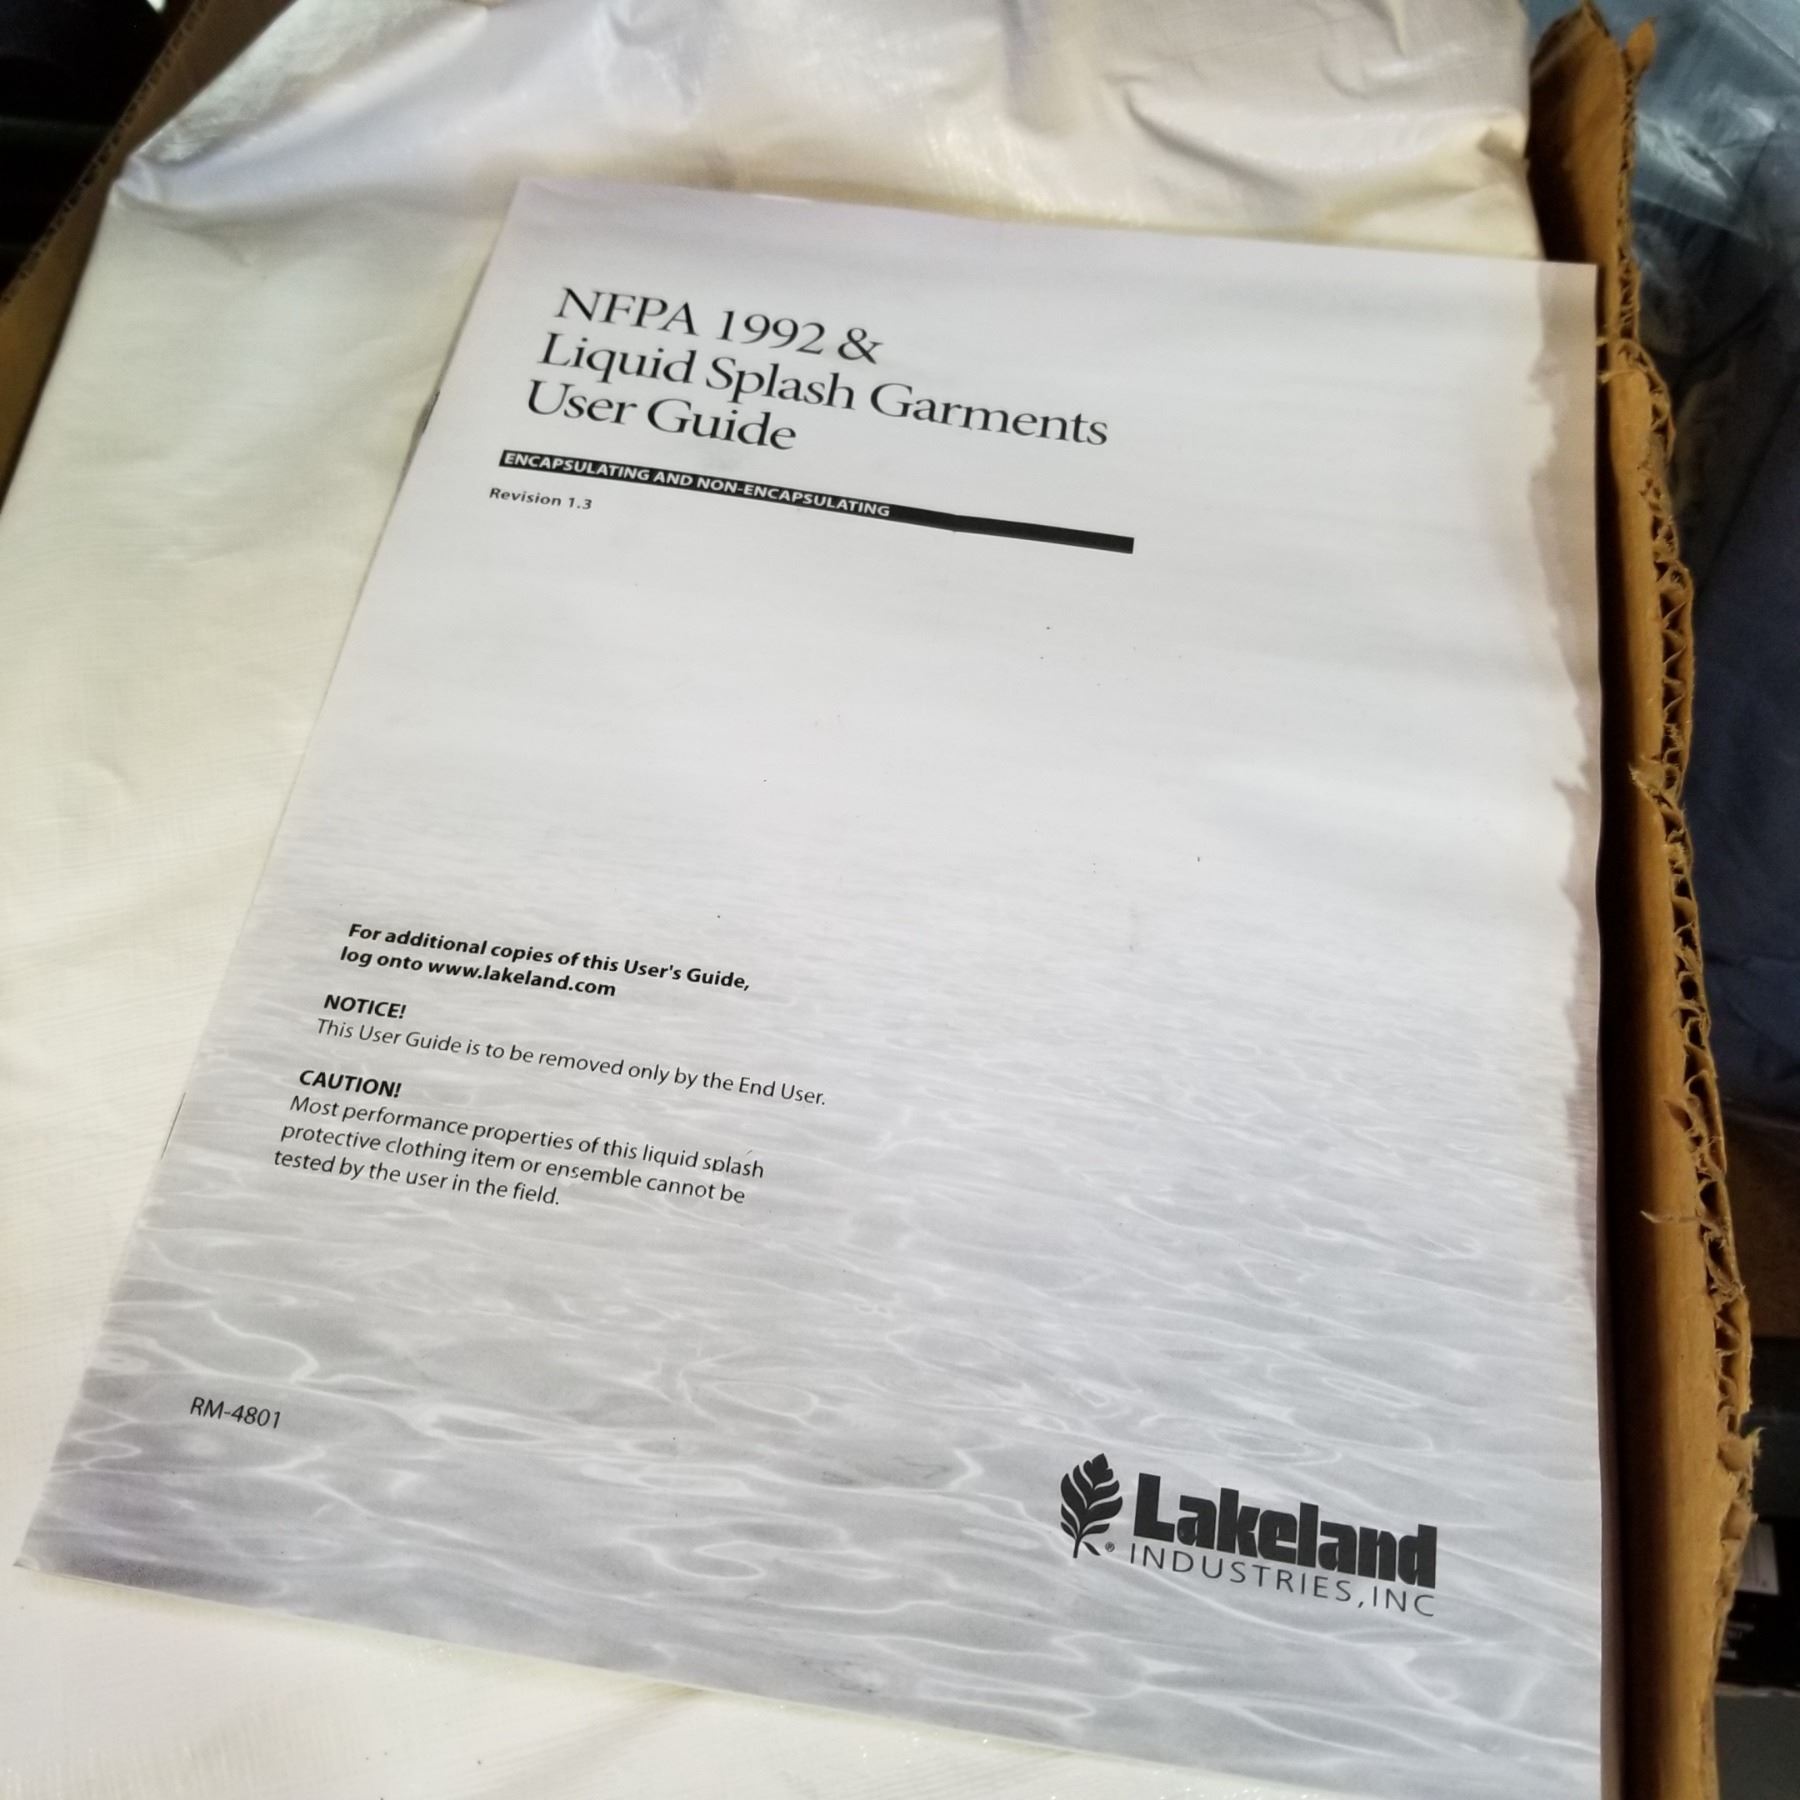 NFPA 1992 &
Liquid Splash Garments
User Guide
ENCAPSULATING AND NON-ENCAPSULATING
Revision 1.3
For additional copies of this User's Guide,
log onto www.lakeland.com
NOTICE!
This User Guide is to be removed only by the End User.
CAUTION!
Most performance properties of this liquid splash
protective clothing item or ensemble cannot be
tested by the user in the field.
RM-4801
Lakeland
® INDUSTRIES, INC